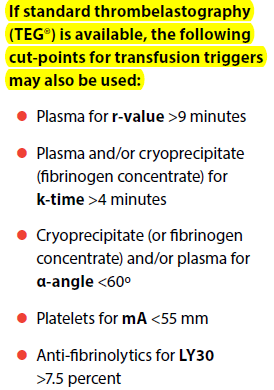 If standard thrombelastography
(TEG®) is available, the following
cut-points for transfusion triggers
may also be used:
● Plasma for r-value >9 minutes
● Plasma and/or cryoprecipitate
(fibrinogen concentrate) for
k-time >4 minutes
● Cryoprecipitate (or fibrinogen
concentrate) and/or plasma for
α-angle <60º
● Platelets for mA <55 mm
● Anti-fibrinolytics for LY30
>7.5 percent